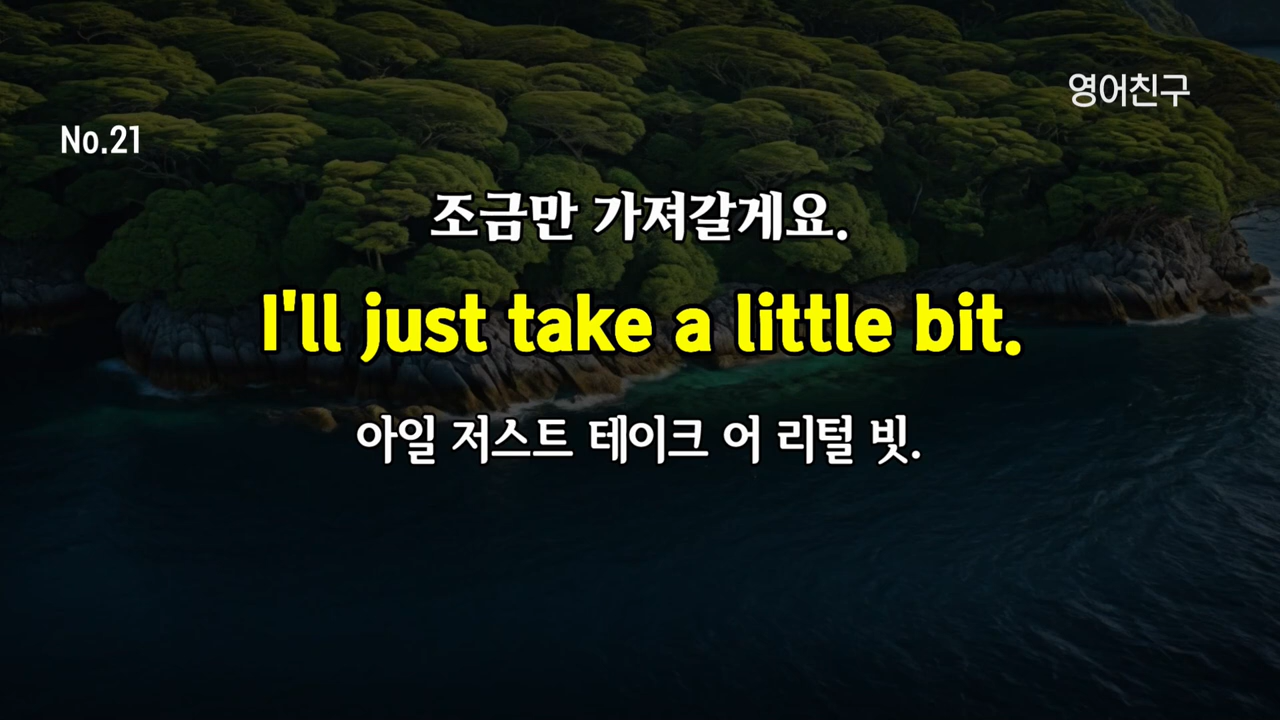 영어친구
No.21
조금만 가져갈게요.
I'll just take a little bit.
아일 저스트 테이크 어 리털 빗.